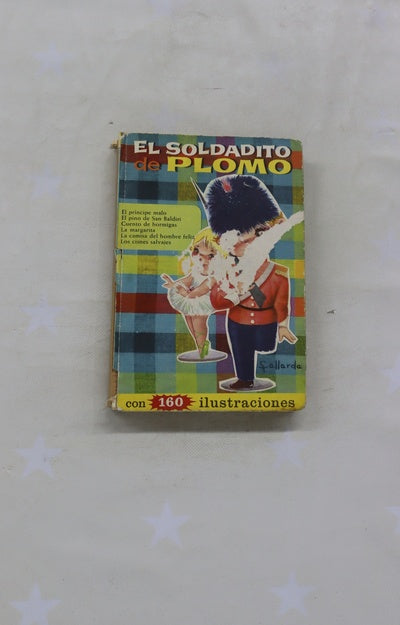 EL SOLDADITO
de PLOMO
El príncipe malo
El pino de San Baldiri
Cuento de hormigas
La margarita
La camisa del hombre feliz
Los cisnes salvajes
Gallarda
con 160 ilustraciones